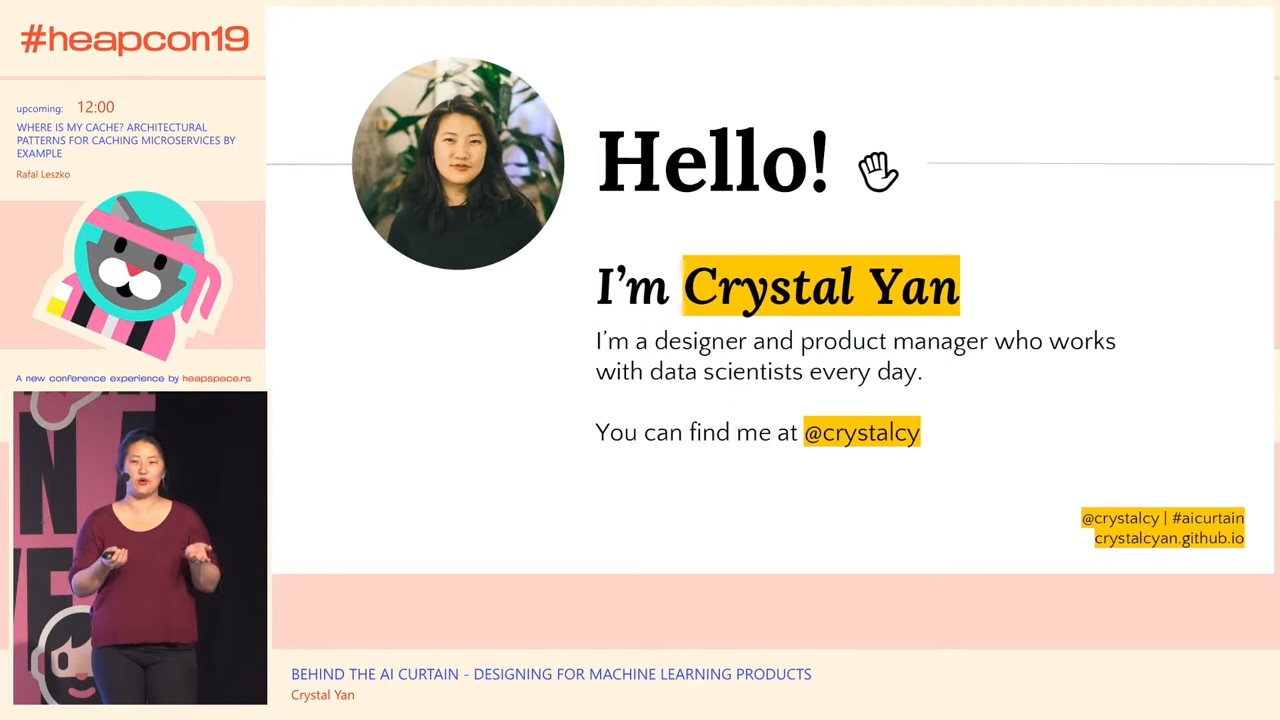 #heapcon19
upcoming: 12:00
WHERE IS MY CACHE? ARCHITECTURAL
PATTERNS FOR CACHING MICROSERVICES BY
EXAMPLE
Rafal Leszko
A new conference experience by heapspace.rs
Hello!
I'm Crystal Yan
I'm a designer and product manager who works
with data scientists every day.
You can find me at @crystalcy
@crystalcy | #aicurtain
crystalcyan.github.io
BEHIND THE AI CURTAIN - DESIGNING FOR MACHINE LEARNING PRODUCTS
Crystal Yan